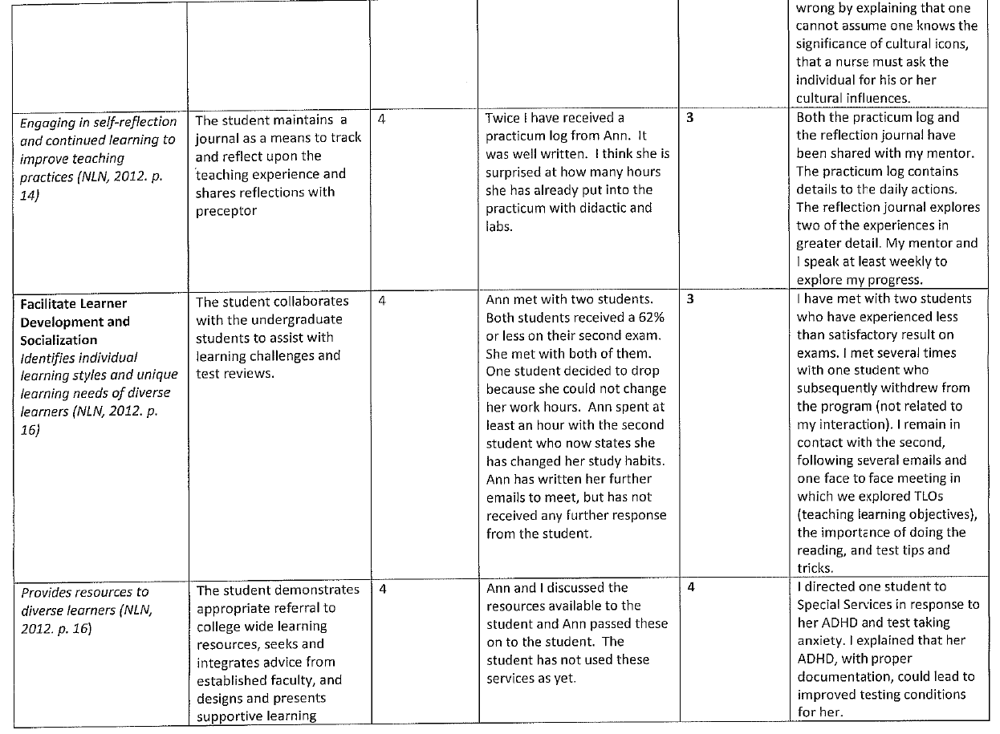 wrong by explaining that one
cannot assume one knows the
significance of cultural icons,
that a nurse must ask the
individual for his or her
cultural influences.
Engaging in self-reflection
and continued learning to
improve teaching
practices (NLN, 2012. p.
14)
The student maintains a
journal as a means to track
and reflect upon the
teaching experience and
shares reflections with
preceptor
4
Twice I have received a
practicum log from Ann. It
was well written. I think she is
surprised at how many hours
she has already put into the
practicum with didactic and
labs.
3
Both the practicum log and
the reflection journal have
been shared with my mentor.
The practicum log contains
details to the daily actions.
The reflection journal explores
two of the experiences in
greater detail. My mentor and
I speak at least weekly to
explore my progress.
Facilitate Learner
Development and
Socialization
Identifies individual
learning styles and unique
learning needs of diverse
learners (NLN, 2012. p.
16)
The student collaborates
with the undergraduate
students to assist with
learning challenges and
test reviews.
4
Ann met with two students.
Both students received a 62%
or less on their second exam.
She met with both of them.
One student decided to drop
because she could not change
her work hours. Ann spent at
least an hour with the second
student who now states she
has changed her study habits.
Ann has written her further
emails to meet, but has not
received any further response
from the student.
3
I have met with two students
who have experienced less
than satisfactory result on
exams. I met several times
with one student who
subsequently withdrew from
the program (not related to
my interaction). I remain in
contact with the second,
following several emails and
one face to face meeting in
which we explored TLOs
(teaching learning objectives),
the importance of doing the
reading, and test tips and
tricks.
Provides resources to
diverse learners (NLN,
2012. p. 16)
The student demonstrates
appropriate referral to
college wide learning
resources, seeks and
integrates advice from
established faculty, and
designs and presents
supportive learning
4
Ann and I discussed the
resources available to the
student and Ann passed these
on to the student. The
student has not used these
services as yet.
4
I directed one student to
Special Services in response to
her ADHD and test taking
anxiety. I explained that her
ADHD, with proper
documentation, could lead to
improved testing conditions
for her.